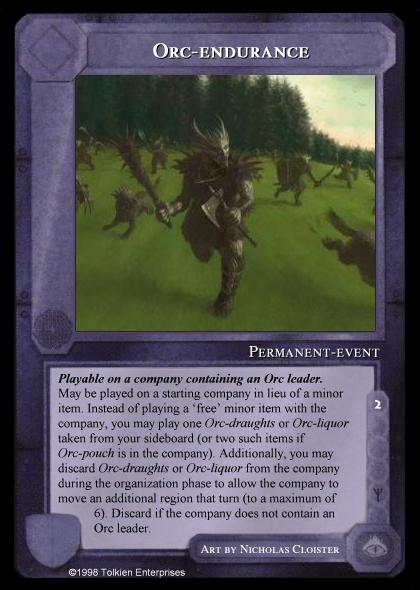 Orc-endurance
Permanent-event
Playable on a company containing an Orc leader.
May be played on a starting company in lieu of a minor
item. Instead of playing a ‘free’ minor item with the
company, you may play one Orc-draughts or Orc-liquor
taken from your sideboard (or two such items if
Orc-pouch is in the company). Additionally, you may
discard Orc-draughts or Orc-liquor from the company
during the organization phase to allow the company to
move an additional region that turn (to a maximum of
6). Discard if the company does not contain an
Orc leader.
2
Art by Nicholas Cloister
©1998 Tolkien Enterprises